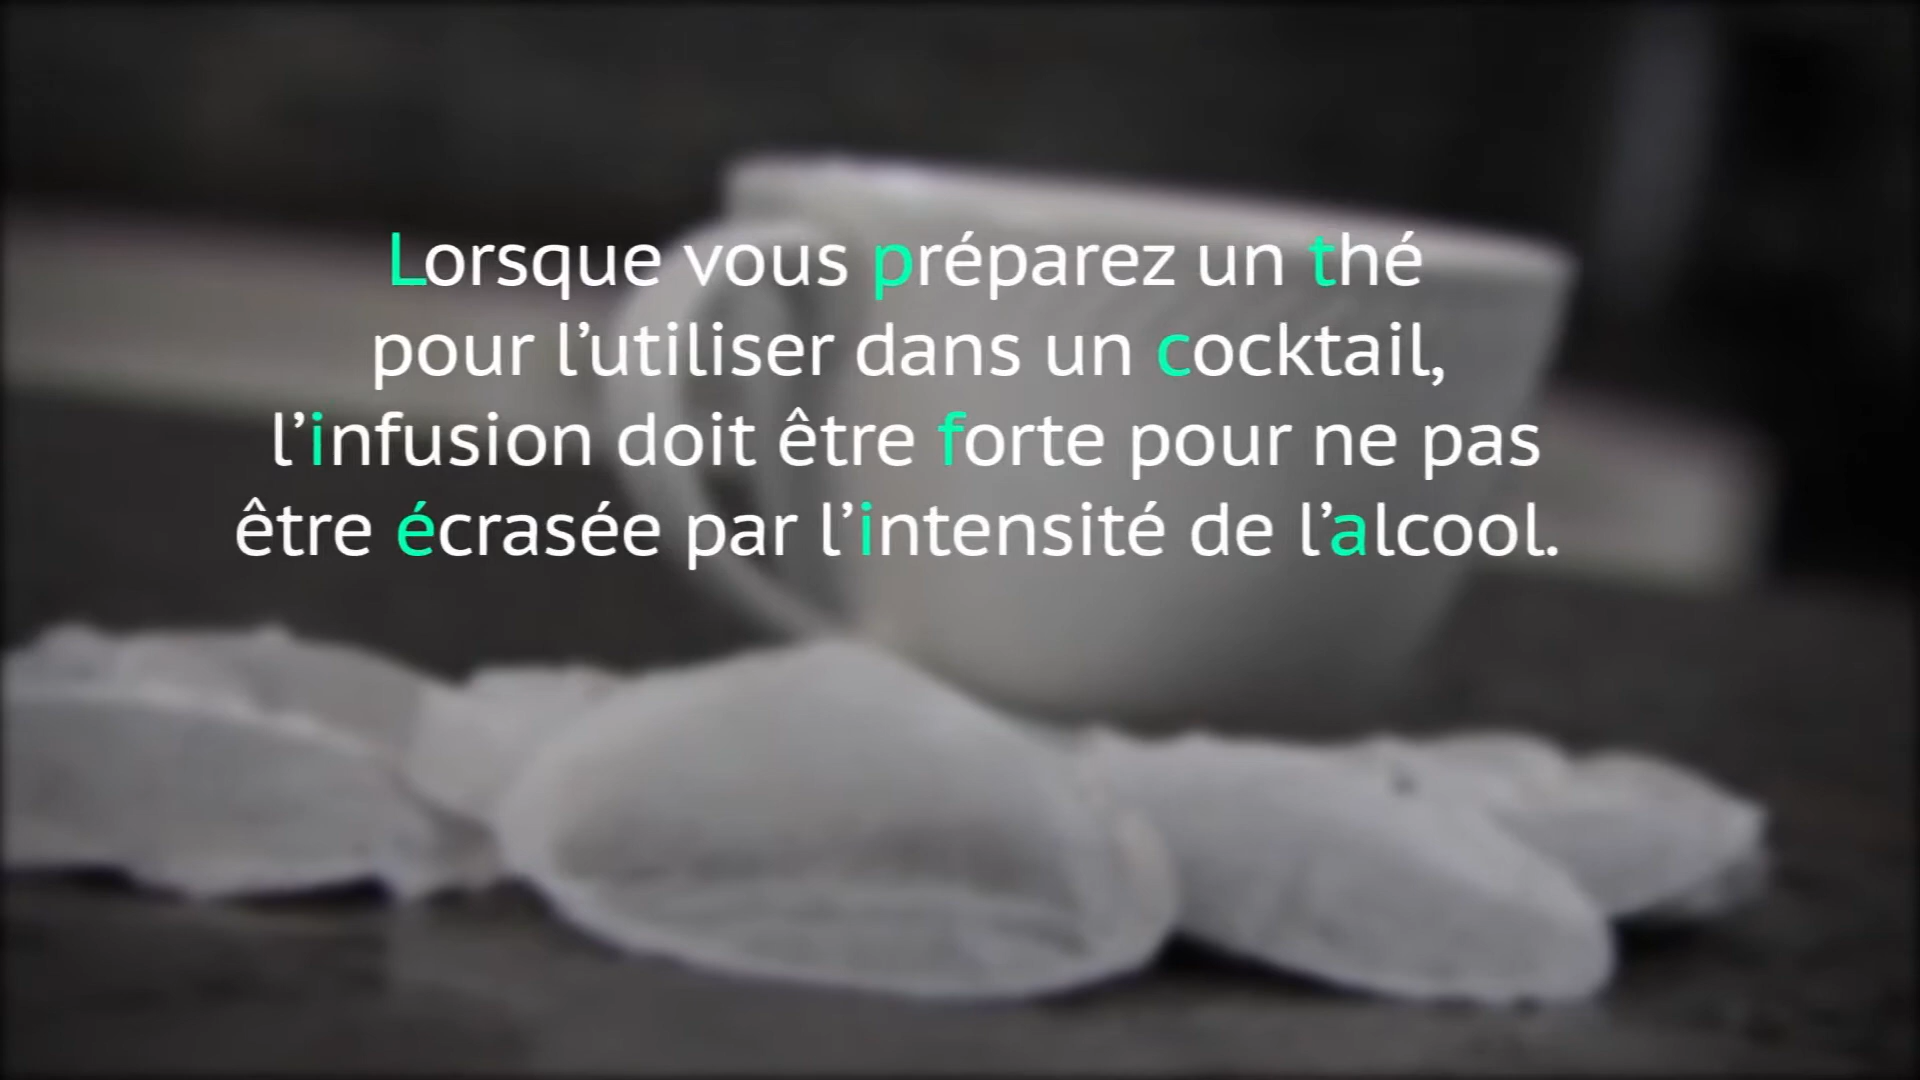 Lorsque vous préparez un thé
pour l’utiliser dans un cocktail,
l’infusion doit être forte pour ne pas
être écrasée par l’intensité de l’alcool.